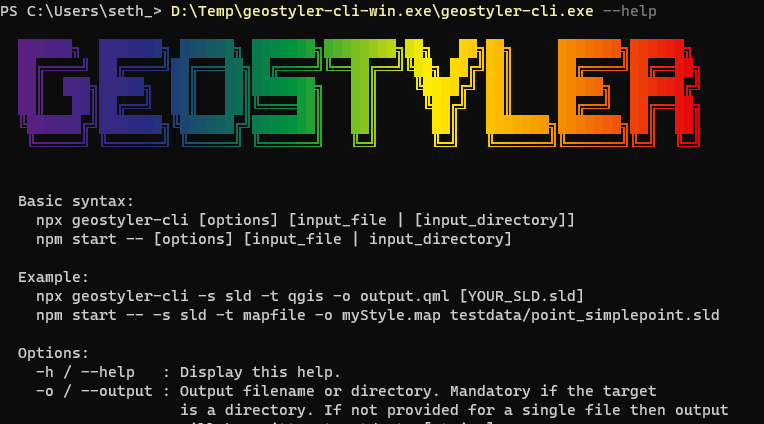 PS C:\Users\seth_> D:\Temp\geostyler-cli-win.exe\geostyler-cli.exe --help
GEOSTYLER
Basic syntax:
npx geostyler-cli [options] [input_file | [input_directory]]
npm start -- [options] [input_file | input_directory]
Example:
npx geostyler-cli -s sld -t qgis -o output.qml [YOUR_SLD.sld]
npm start -- -s sld -t mapfile -o myStyle.map testdata/point_simplepoint.sld
Options:
-h / --help   : Display this help.
-o / --output : Output filename or directory. Mandatory if the target
is a directory. If not provided for a single file then output